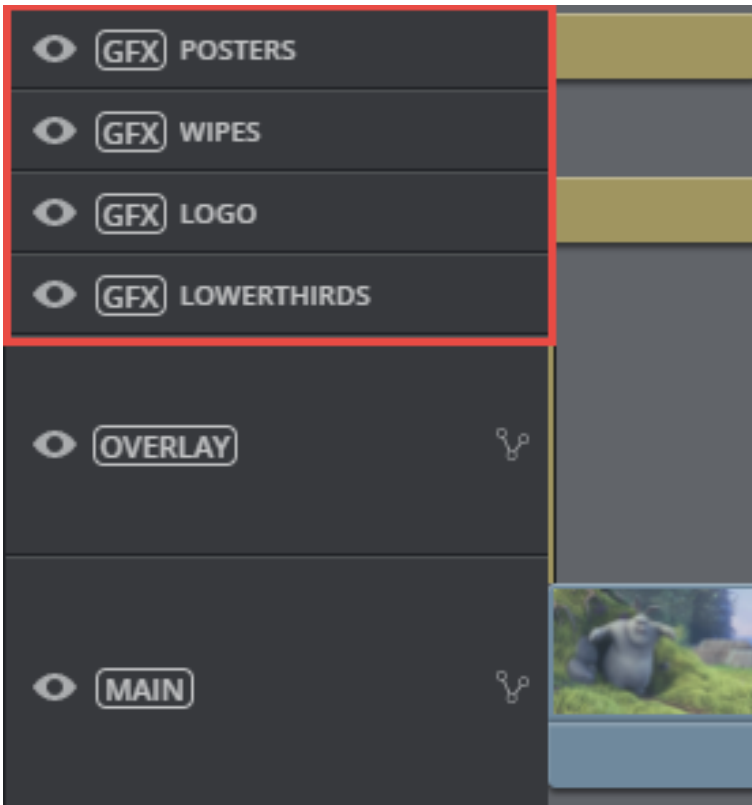 GFX POSTERS
GFX WIPES
GFX LOGO
GFX LOWERTHIRDS
OVERLAY
MAIN